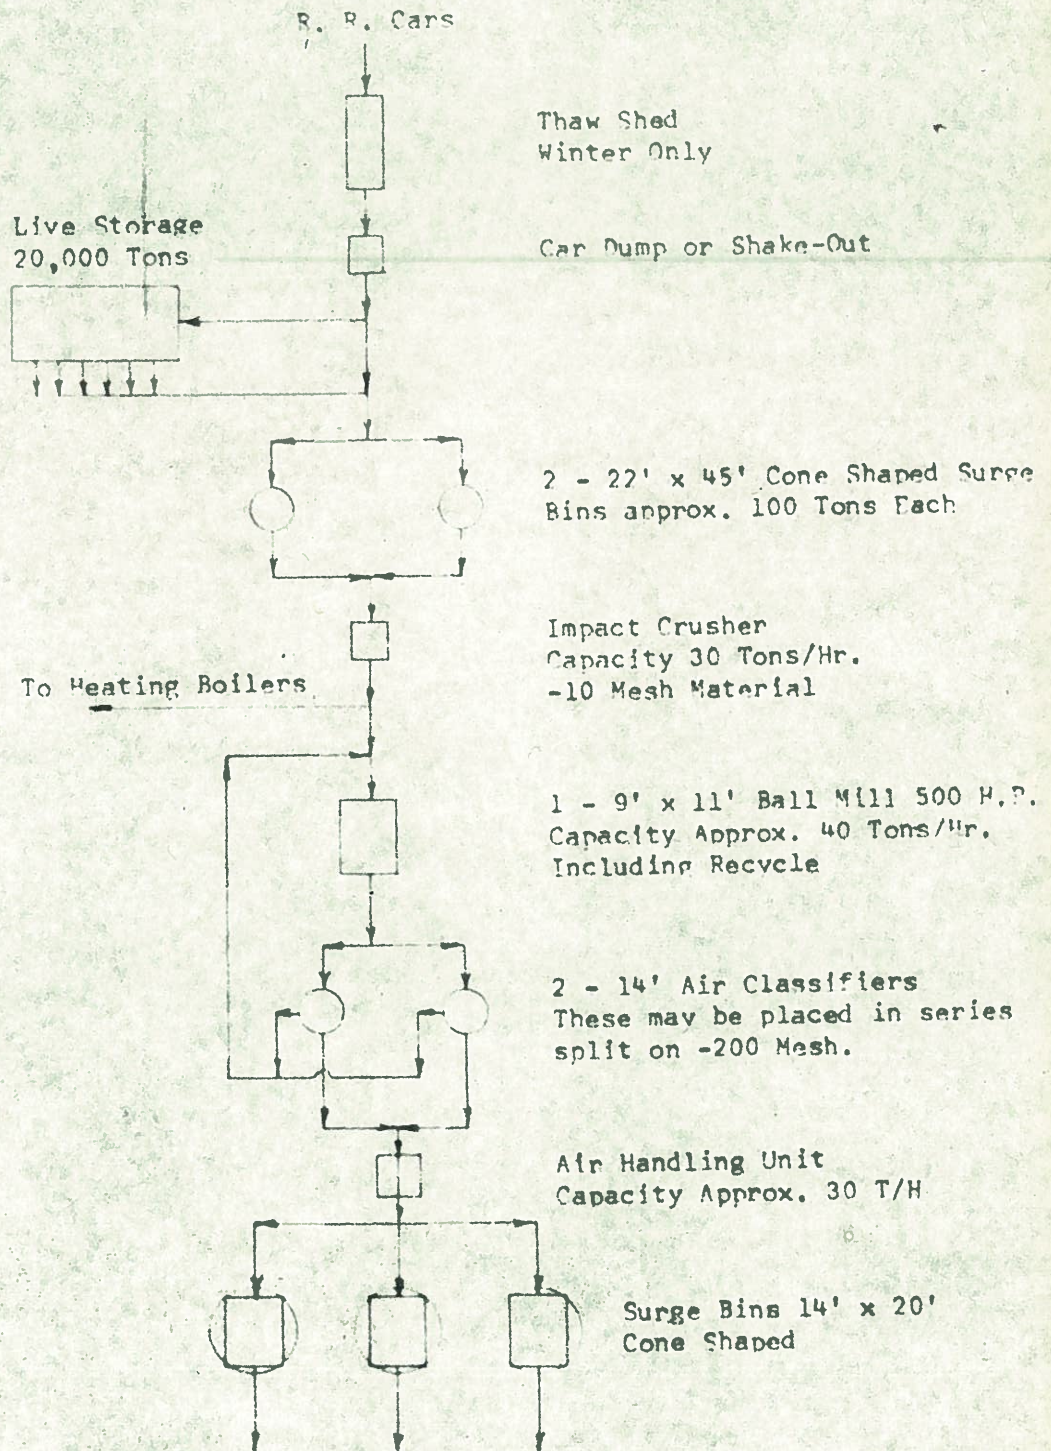 R. R. Cars
Thaw Shed
Winter Only
Live Storage
20,000 Tons
Car Dump or Shake-Out
2 - 22' x 45' Cone Shaped Surge
Bins approx. 100 Tons Each
Impact Crusher
Capacity 30 Tons/Hr.
-10 Mesh Material
To Heating Boilers
1 - 9' x 11' Ball Mill 500 H.P.
Capacity Approx. 40 Tons/Hr.
Including Recycle
2 - 14' Air Classifiers
These may be placed in series
split on -200 Mesh.
Air Handling Unit
Capacity Approx. 30 T/H
Surge Bins 14' x 20'
Cone Shaped